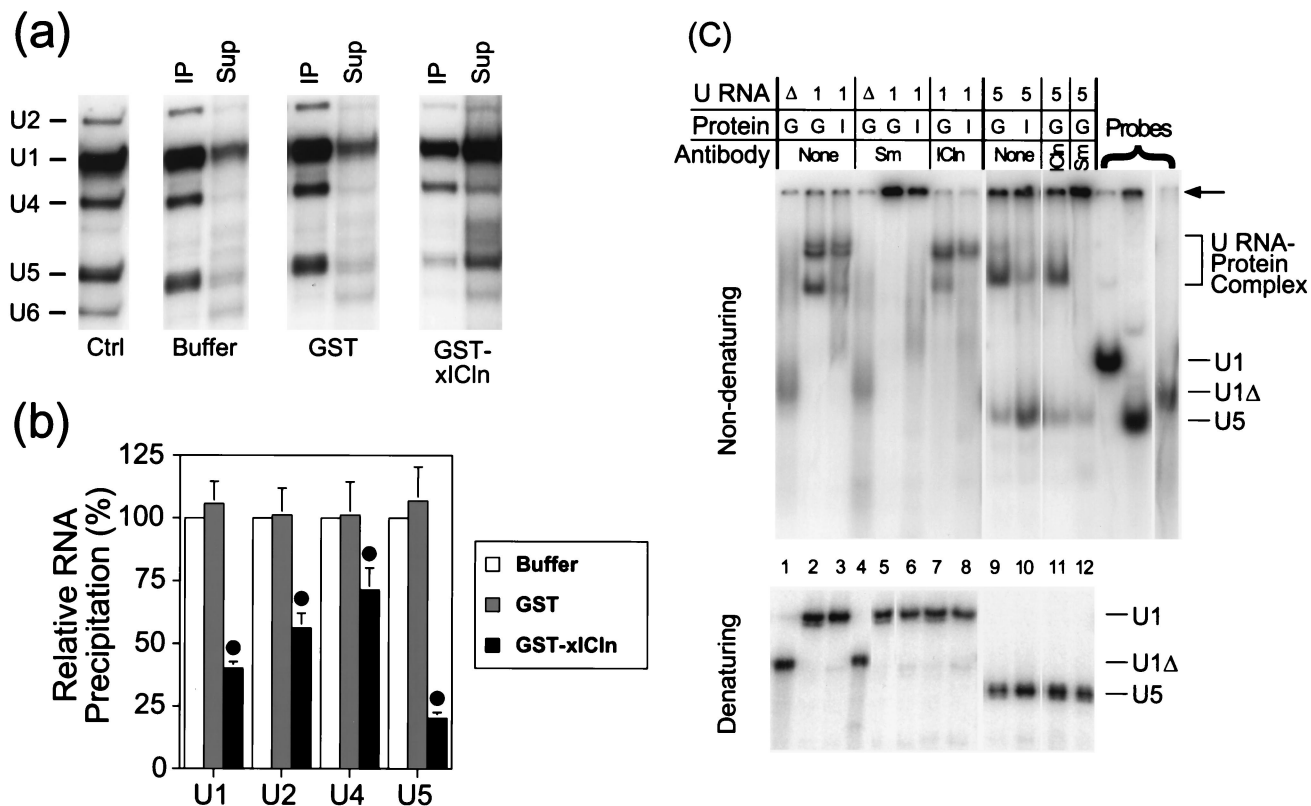 (a)
IP Sup IP Sup IP Sup
U2
U1
U4
U5
U6
Ctrl Buffer GST GST-
xICln
(b)
Relative RNA
Precipitation (%)
125
100
75
50
25
0
U1 U2 U4 U5
Buffer
GST
GST-xICln
(C)
U RNA Δ 1 1 Δ 1 1 1 1 5 5 5 5
Protein G G I G G I G I G I G G Probes
Antibody None Sm ICln None ICln Sm
Non-denaturing
U RNA-
Protein
Complex
U1
U1Δ
U5
1 2 3 4 5 6 7 8 9 10 11 12
Denaturing
U1
U1Δ
U5